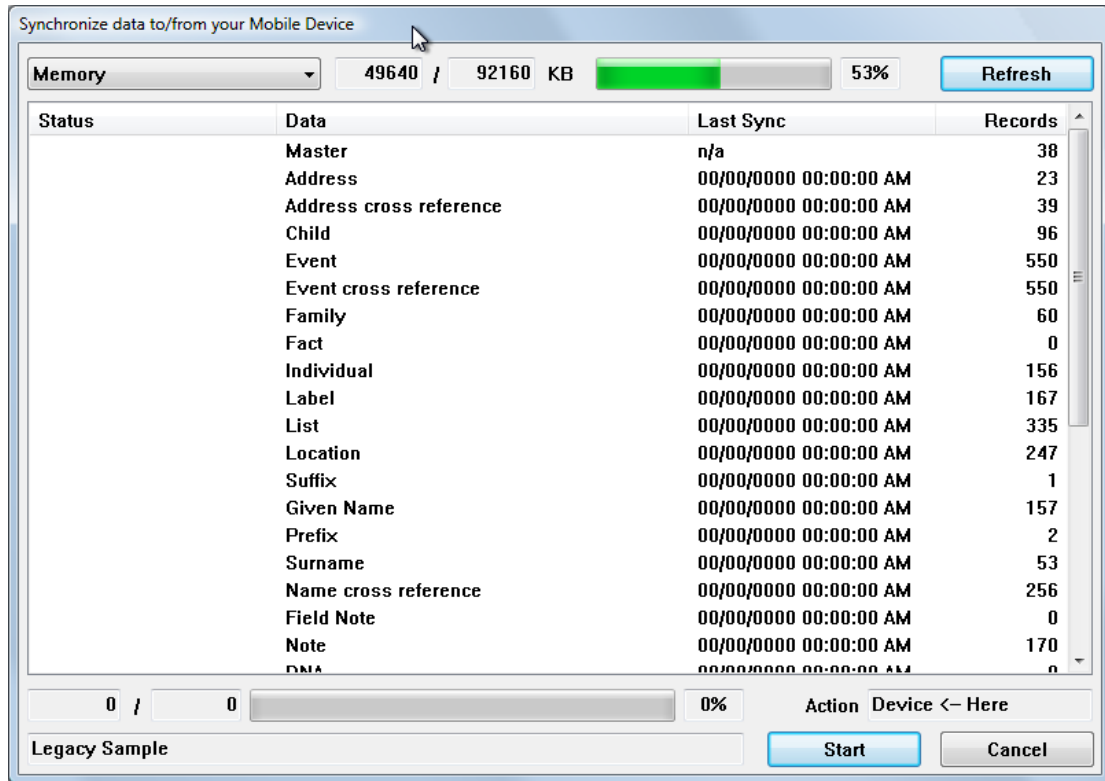 Synchronize data to/from your Mobile Device
Memory 49640 / 92160 KB 53% Refresh
Status Data Last Sync Records
Master n/a 38
Address 00/00/0000 00:00:00 AM 23
Address cross reference 00/00/0000 00:00:00 AM 39
Child 00/00/0000 00:00:00 AM 96
Event 00/00/0000 00:00:00 AM 550
Event cross reference 00/00/0000 00:00:00 AM 550
Family 00/00/0000 00:00:00 AM 60
Fact 00/00/0000 00:00:00 AM 0
Individual 00/00/0000 00:00:00 AM 156
Label 00/00/0000 00:00:00 AM 167
List 00/00/0000 00:00:00 AM 335
Location 00/00/0000 00:00:00 AM 247
Suffix 00/00/0000 00:00:00 AM 1
Given Name 00/00/0000 00:00:00 AM 157
Prefix 00/00/0000 00:00:00 AM 2
Surname 00/00/0000 00:00:00 AM 53
Name cross reference 00/00/0000 00:00:00 AM 256
Field Note 00/00/0000 00:00:00 AM 0
Note 00/00/0000 00:00:00 AM 170
DNA 00/00/0000 00:00:00 AM 0
0 / 0 0% Action Device <– Here
Legacy Sample Start Cancel